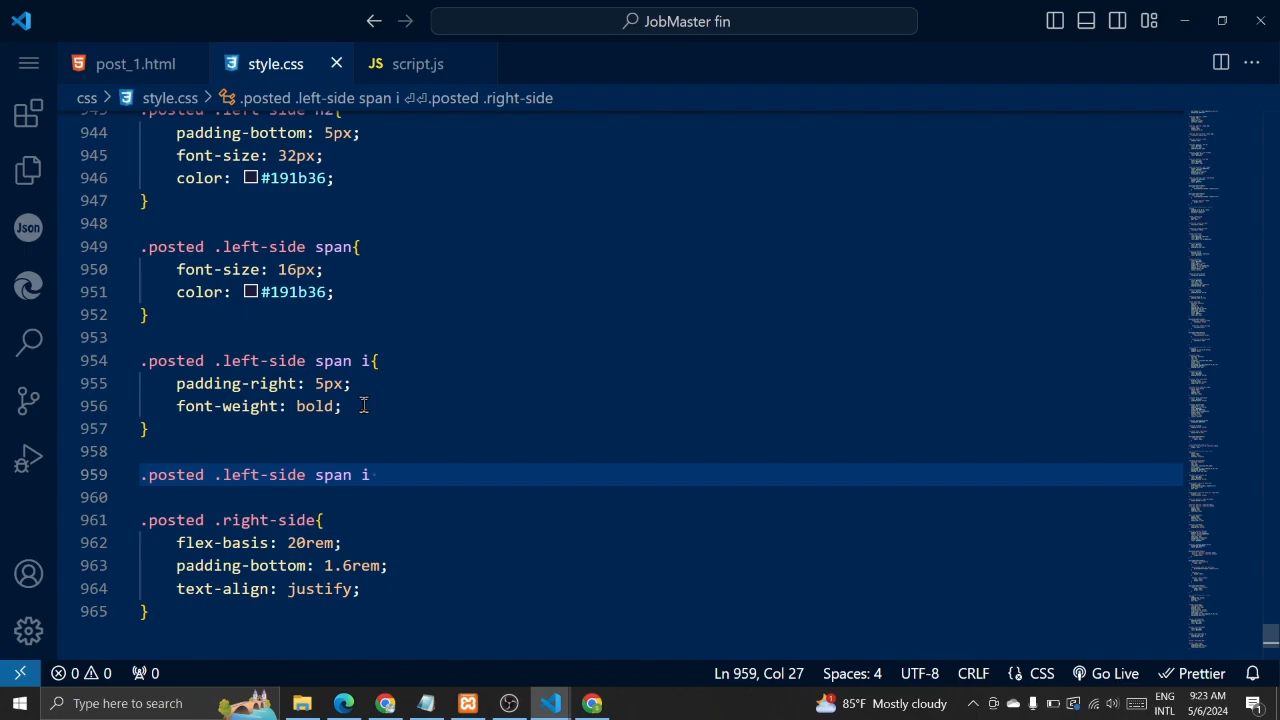 JobMaster fin
post_1.html
style.css
JS script.js
css > style.css > .posted .left-side span i ⏎⏎.posted .right-side
943 .posted .left-side h2{
944 padding-bottom: 5px;
945 font-size: 32px;
946 color: #191b36;
947 }
948
949 .posted .left-side span{
950 font-size: 16px;
951 color: #191b36;
952 }
953
954 .posted .left-side span i{
955 padding-right: 5px;
956 font-weight: bold;
957 }
958
959 .posted .left-side span i
960
961 .posted .right-side{
962 flex-basis: 20rem;
963 padding-bottom: 1.6rem;
964 text-align: justify;
965 }
Json
0 0 0 Ln 959, Col 27 Spaces: 4 UTF-8 CRLF {} CSS Go Live Prettier
Type here to search
85°F Mostly cloudy
ENG
INTL
9:23 AM
5/6/2024
1